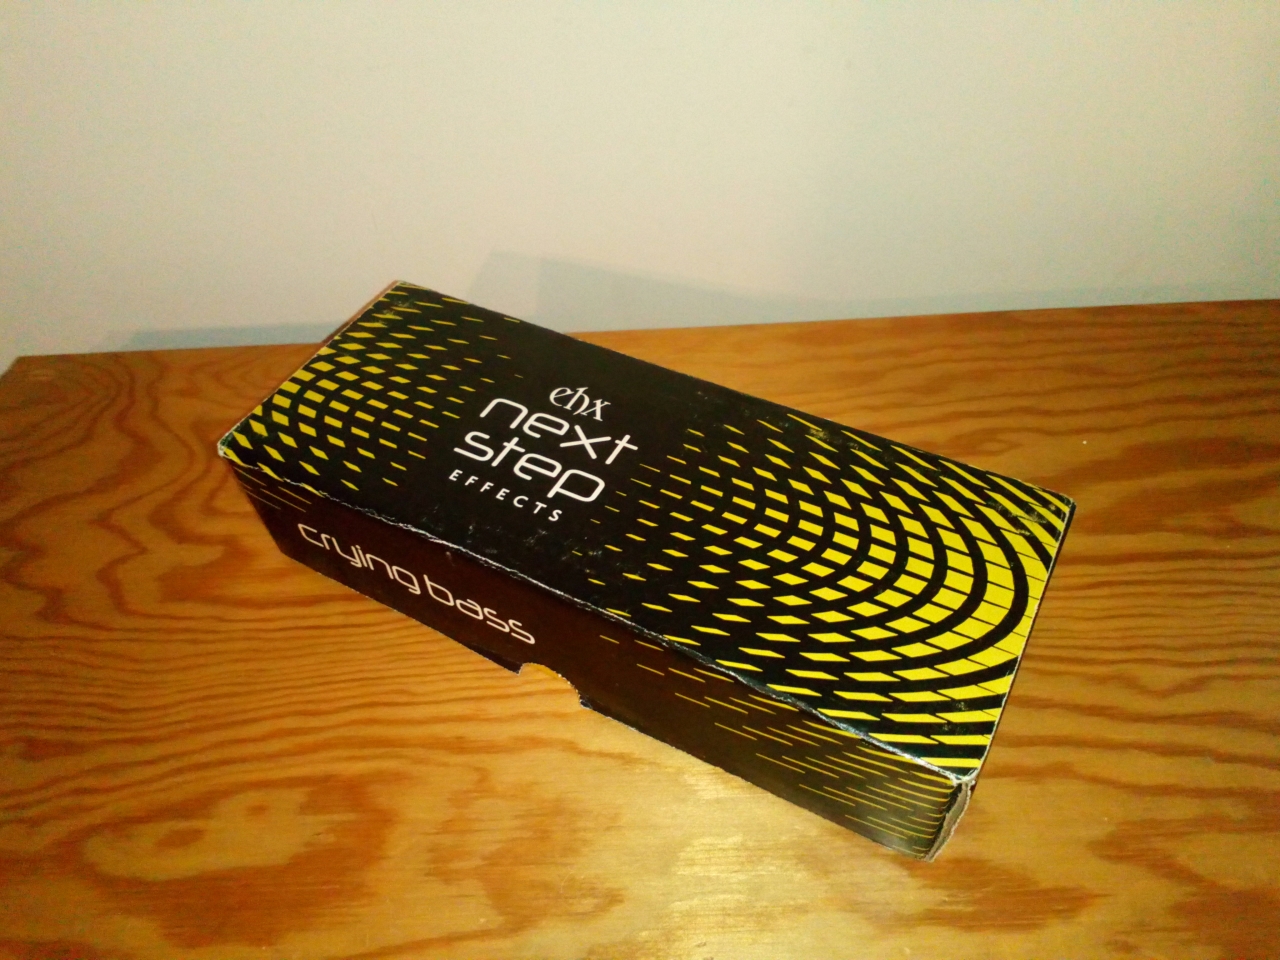 ehx
next
step
EFFECTS
crying bass